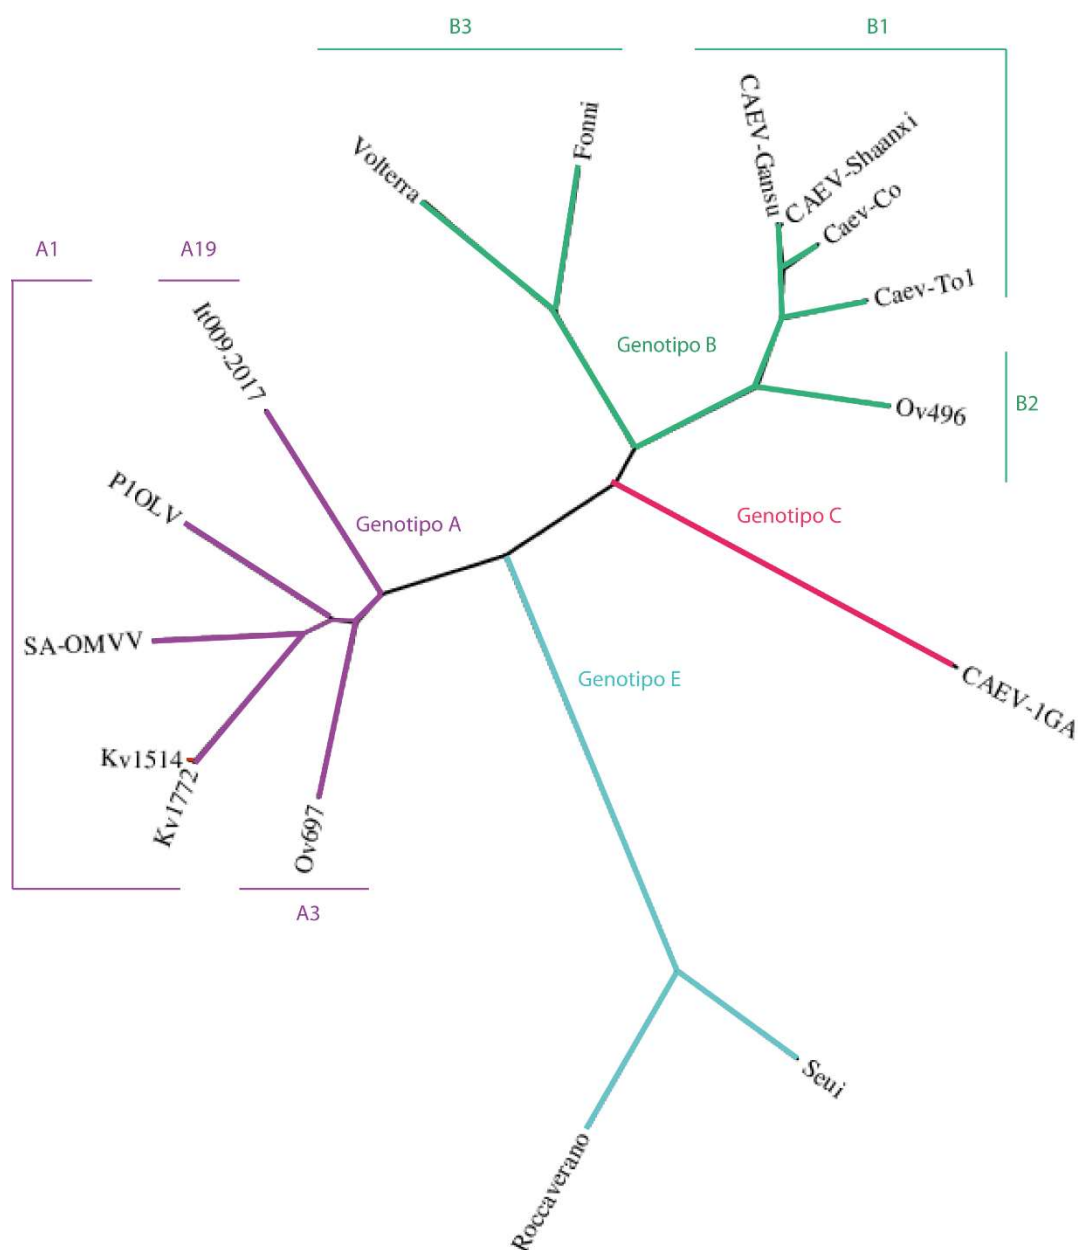 B3
B1
Fonni
Volterra
CAEV-Gansu
CAEV-Shaanxi
Caev-Co
Caev-To1
A1
A19
It009.2017
Genotipo B
Ov496
B2
P1OLV
Genotipo A
Genotipo C
SA-OMVV
Genotipo E
CAEV-1GA
Kv1514
Kv1772
Ov697
A3
Seui
Roccaverano